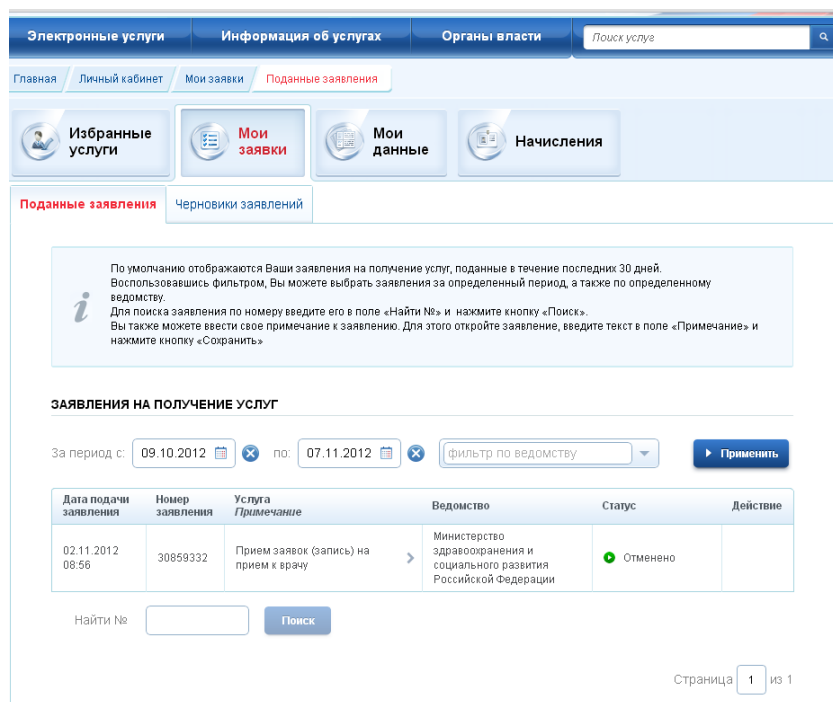 Электронные услуги Информация об услугах Органы власти Поиск услуг
Главная Личный кабинет Мои заявки Поданные заявления
Избранные услуги
Мои заявки
Мои данные
Начисления
Поданные заявления Черновики заявлений
По умолчанию отображаются Ваши заявления на получение услуг, поданные в течение последних 30 дней.
Воспользовавшись фильтром, Вы можете выбрать заявления за определенный период, а также по определенному
ведомству.
Для поиска заявления по номеру введите его в поле «Найти №» и нажмите кнопку «Поиск».
Вы также можете ввести свое примечание к заявлению. Для этого откройте заявление, введите текст в поле «Примечание» и
нажмите кнопку «Сохранить»
ЗАЯВЛЕНИЯ НА ПОЛУЧЕНИЕ УСЛУГ
За период с: 09.10.2012 по: 07.11.2012 фильтр по ведомству Применить
Дата подачи заявления
Номер заявления
Услуга
Примечание
Ведомство
Статус
Действие
02.11.2012
08:56
30859332
Прием заявок (запись) на
прием к врачу
Министерство
здравоохранения и
социального развития
Российской Федерации
Отменено
Найти № Поиск
Страница 1 из 1